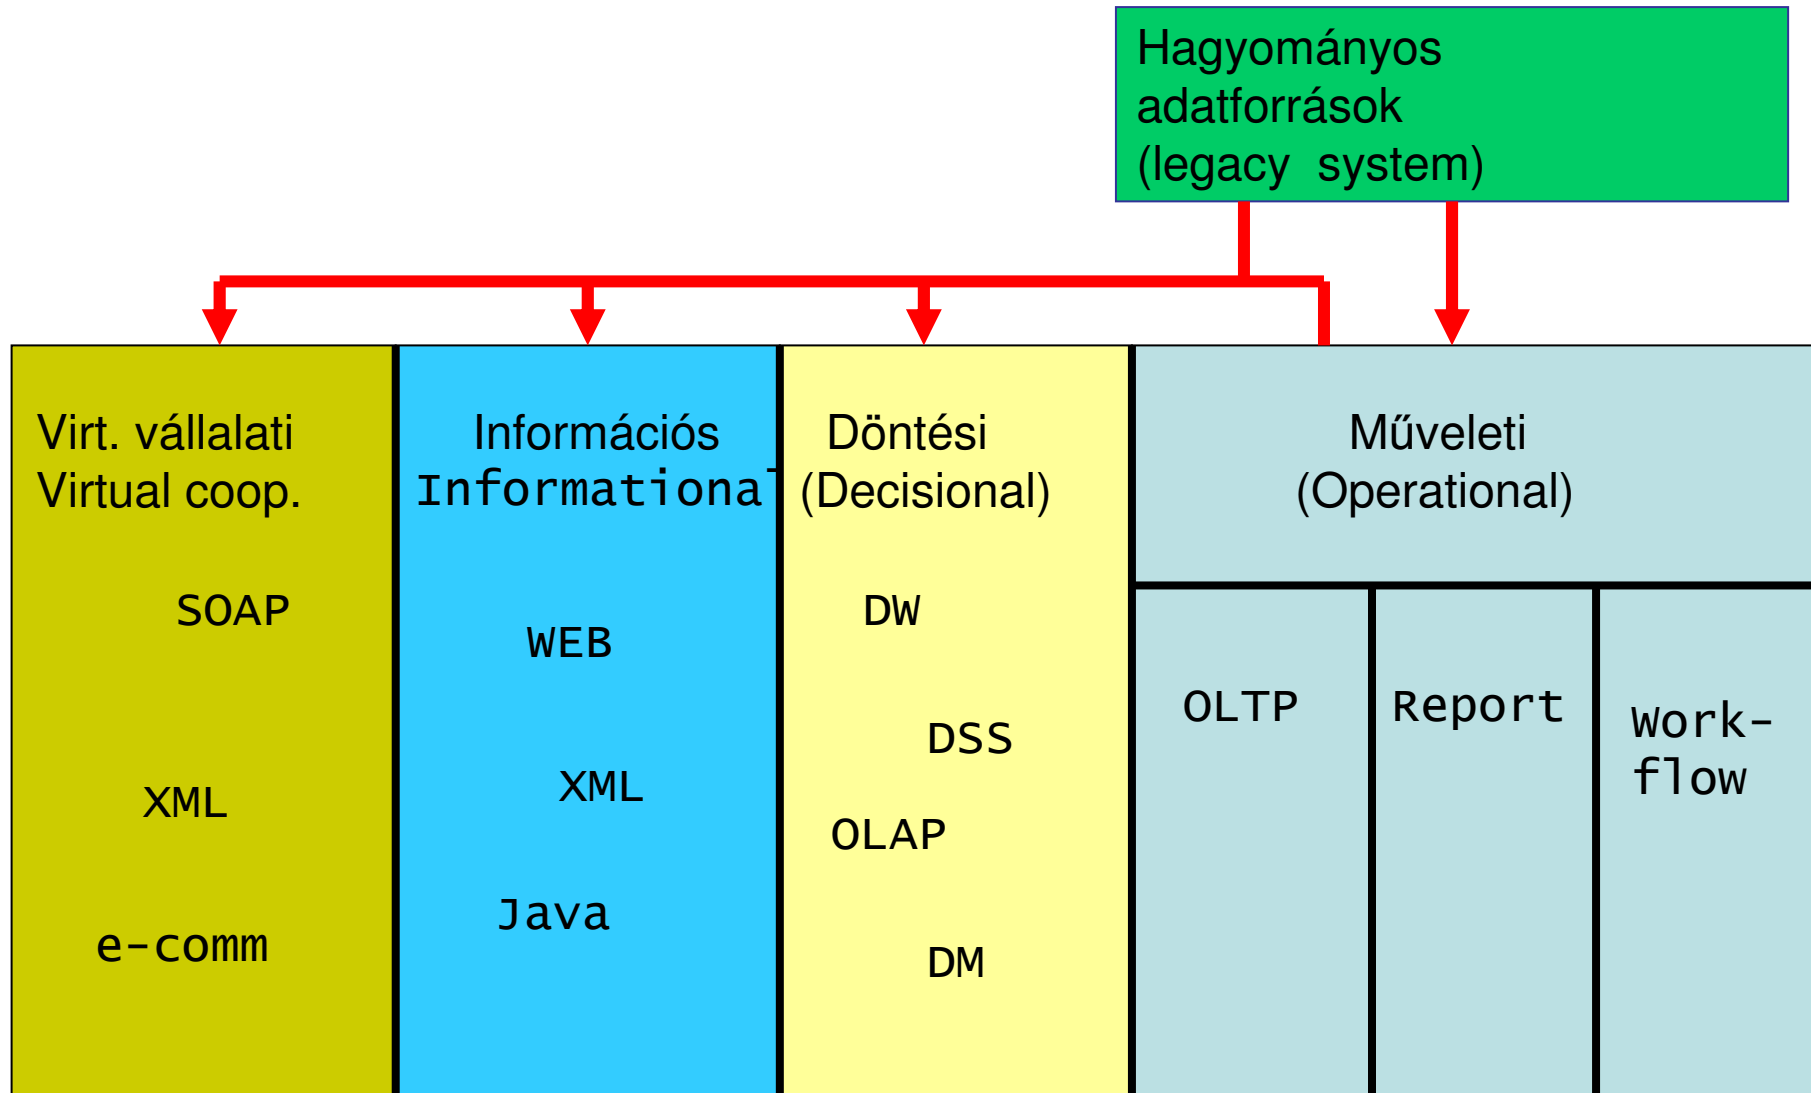 Hagyományos
adatforrások
(legacy system)
Virt. vállalati
Virtual coop.
SOAP
XML
e-comm
Információs
Informational
WEB
XML
Java
Döntési
(Decisional)
DW
DSS
OLAP
DM
Műveleti
(Operational)
OLTP
Report
Work-
flow